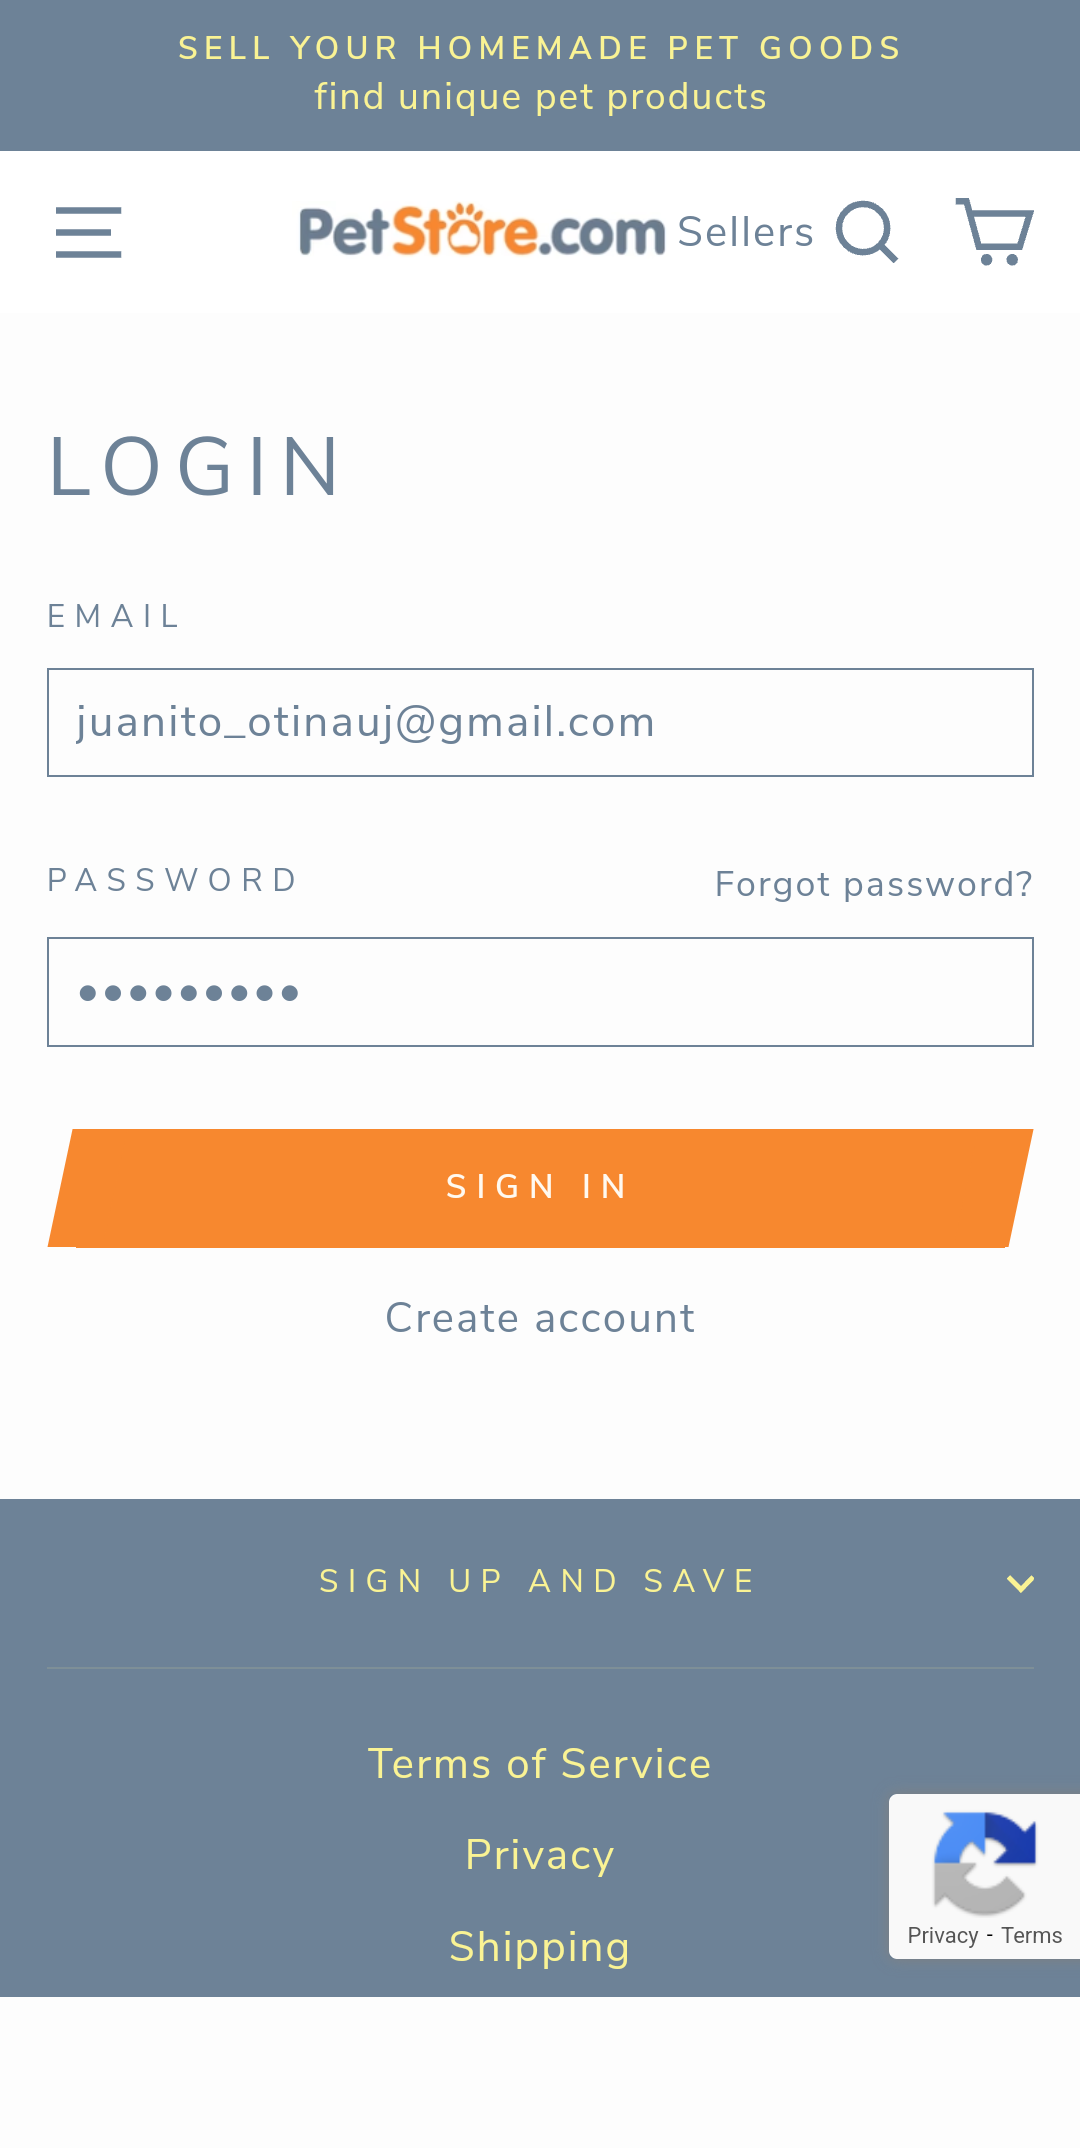 SELL YOUR HOMEMADE PET GOODS
find unique pet products
PetStore.com Sellers
LOGIN
EMAIL
juanito_otinauj@gmail.com
PASSWORD Forgot password?
•••••••••
SIGN IN
Create account
SIGN UP AND SAVE
Terms of Service
Privacy
Shipping
Privacy - Terms